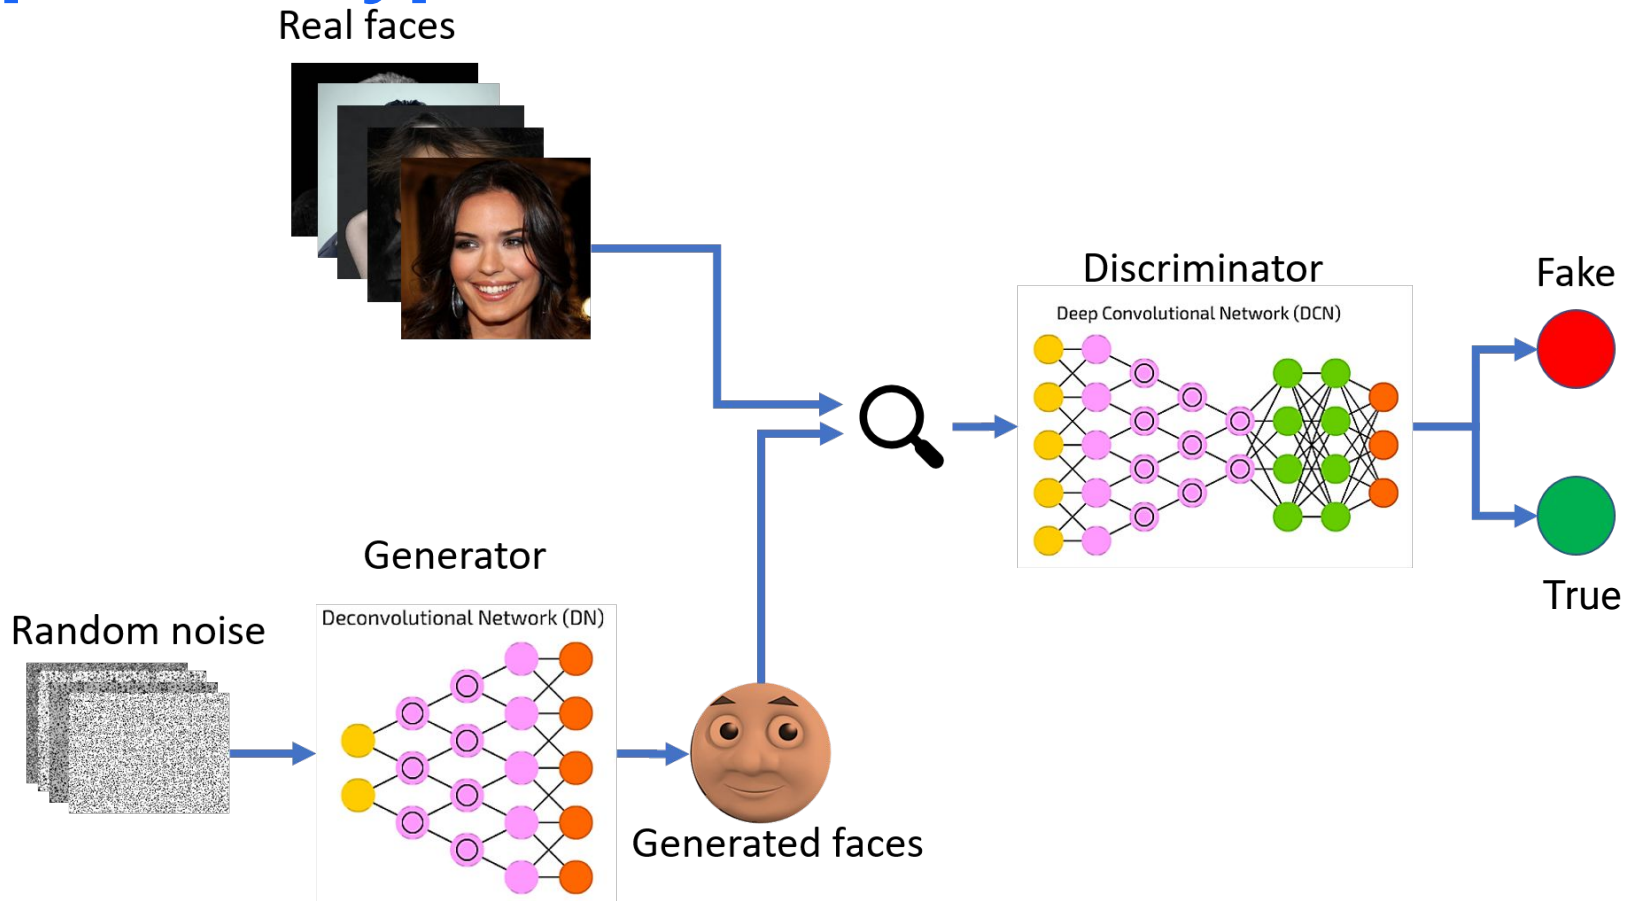 Real faces
Discriminator
Fake
Deep Convolutional Network (DCN)
Generator
True
Random noise
Deconvolutional Network (DN)
Generated faces